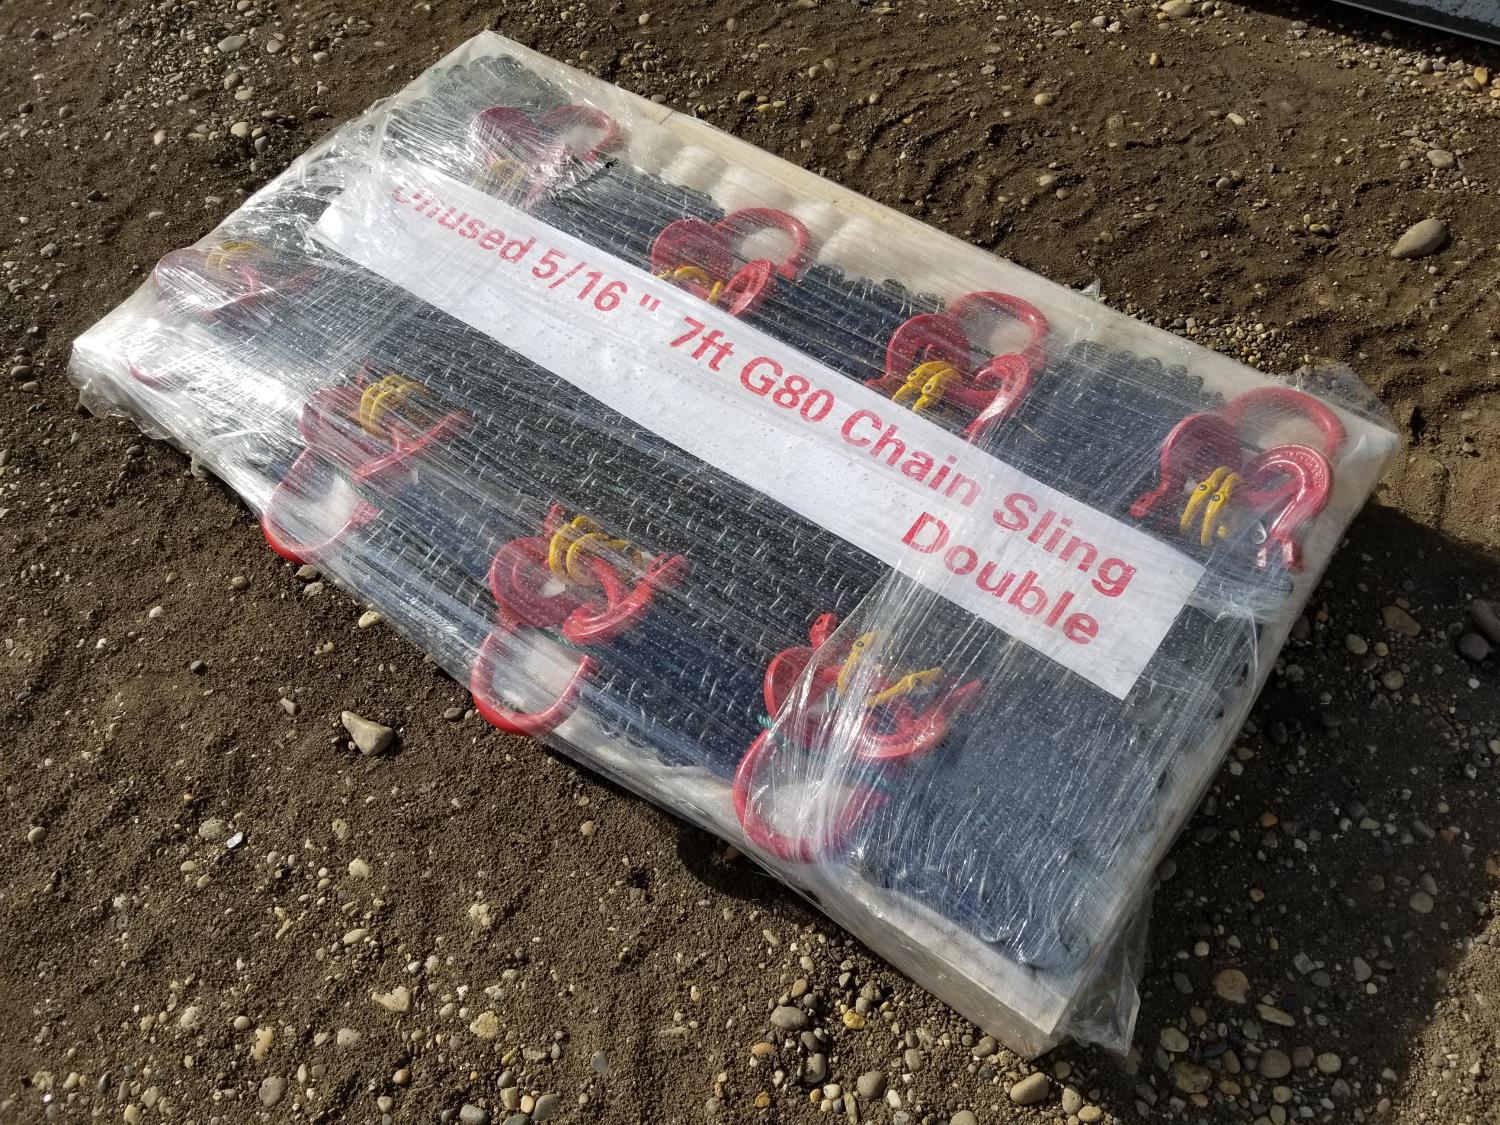 Unused 5/16 " 7ft G80 Chain Sling
Double